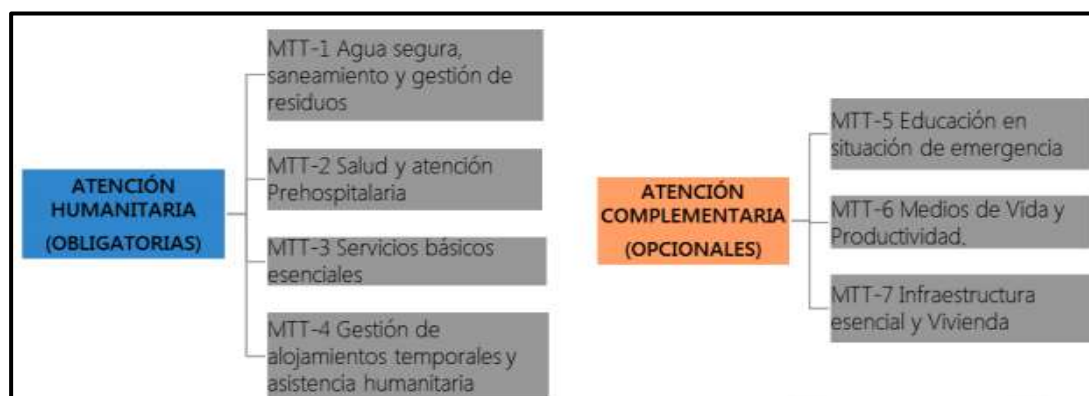 ATENCIÓN
HUMANITARIA
(OBLIGATORIAS)
MTT-1 Agua segura,
saneamiento y gestión de
residuos
MTT-2 Salud y atención
Prehospitalaria
MTT-3 Servicios básicos
esenciales
MTT-4 Gestión de
alojamientos temporales y
asistencia humanitaria
ATENCIÓN
COMPLEMENTARIA
(OPCIONALES)
MTT-5 Educación en
situación de emergencia
MTT-6 Medios de Vida y
Productividad.
MTT-7 Infraestructura
esencial y Vivienda